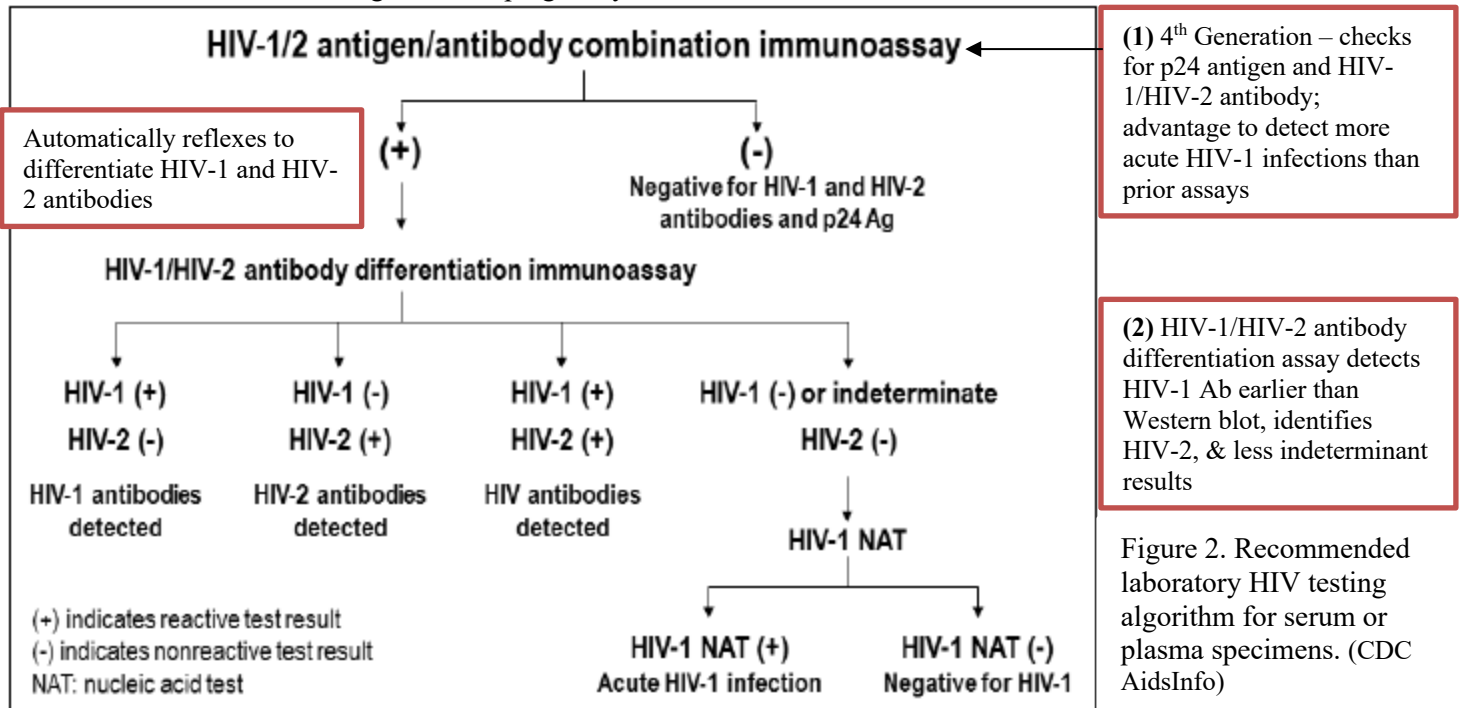 HIV-1/2 antigen/antibody combination immunoassay
(1) 4th Generation – checks
for p24 antigen and HIV-
1/HIV-2 antibody;
advantage to detect more
acute HIV-1 infections than
prior assays
Automatically reflexes to
differentiate HIV-1 and HIV-
2 antibodies
(+)
(-)
Negative for HIV-1 and HIV-2
antibodies and p24 Ag
HIV-1/HIV-2 antibody differentiation immunoassay
(2) HIV-1/HIV-2 antibody
differentiation assay detects
HIV-1 Ab earlier than
Western blot, identifies
HIV-2, & less indeterminant
results
HIV-1 (+)
HIV-2 (-)
HIV-1 antibodies
detected
HIV-1 (-)
HIV-2 (+)
HIV-2 antibodies
detected
HIV-1 (+)
HIV-2 (+)
HIV antibodies
detected
HIV-1 (-) or indeterminate
HIV-2 (-)
HIV-1 NAT
HIV-1 NAT (+)
Acute HIV-1 infection
HIV-1 NAT (-)
Negative for HIV-1
(+) indicates reactive test result
(-) indicates nonreactive test result
NAT: nucleic acid test
Figure 2. Recommended
laboratory HIV testing
algorithm for serum or
plasma specimens. (CDC
AidsInfo)